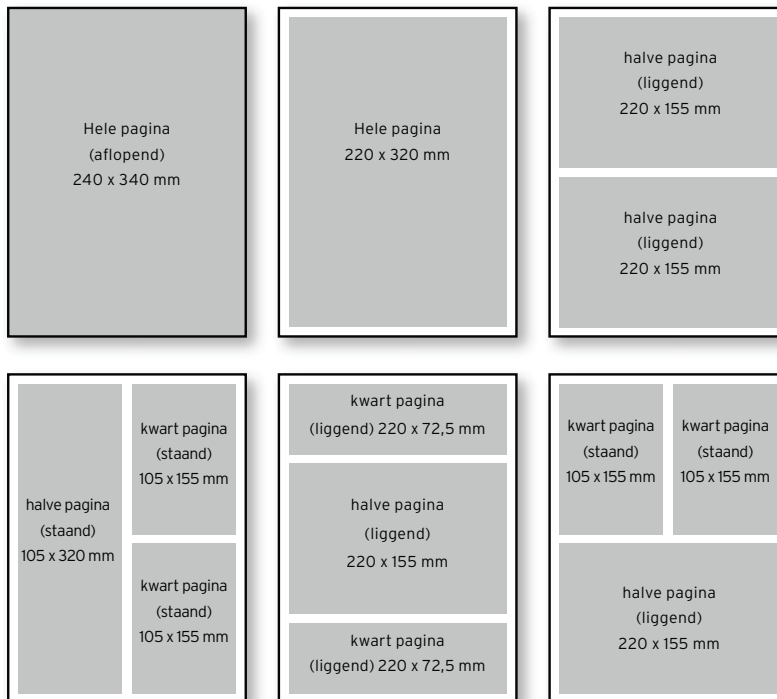 Hele pagina
(aflopend)
240 x 340 mm
Hele pagina
220 x 320 mm
halve pagina
(liggend)
220 x 155 mm
halve pagina
(liggend)
220 x 155 mm
halve pagina
(staand)
105 x 320 mm
kwart pagina
(staand)
105 x 155 mm
kwart pagina
(staand)
105 x 155 mm
kwart pagina
(liggend) 220 x 72,5 mm
halve pagina
(liggend)
220 x 155 mm
kwart pagina
(liggend) 220 x 72,5 mm
kwart pagina
(staand)
105 x 155 mm
kwart pagina
(staand)
105 x 155 mm
halve pagina
(liggend)
220 x 155 mm